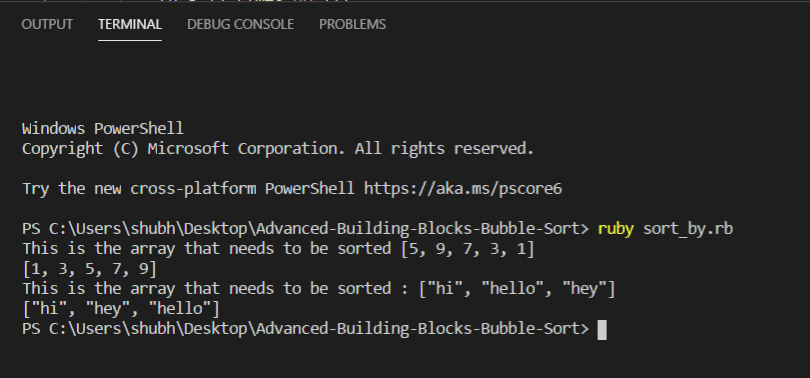 OUTPUT TERMINAL DEBUG CONSOLE PROBLEMS
Windows PowerShell
Copyright (C) Microsoft Corporation. All rights reserved.
Try the new cross-platform PowerShell https://aka.ms/pscore6
PS C:\Users\shubh\Desktop\Advanced-Building-Blocks-Bubble-Sort> ruby sort_by.rb
This is the array that needs to be sorted [5, 9, 7, 3, 1]
[1, 3, 5, 7, 9]
This is the array that needs to be sorted : ["hi", "hello", "hey"]
["hi", "hey", "hello"]
PS C:\Users\shubh\Desktop\Advanced-Building-Blocks-Bubble-Sort>